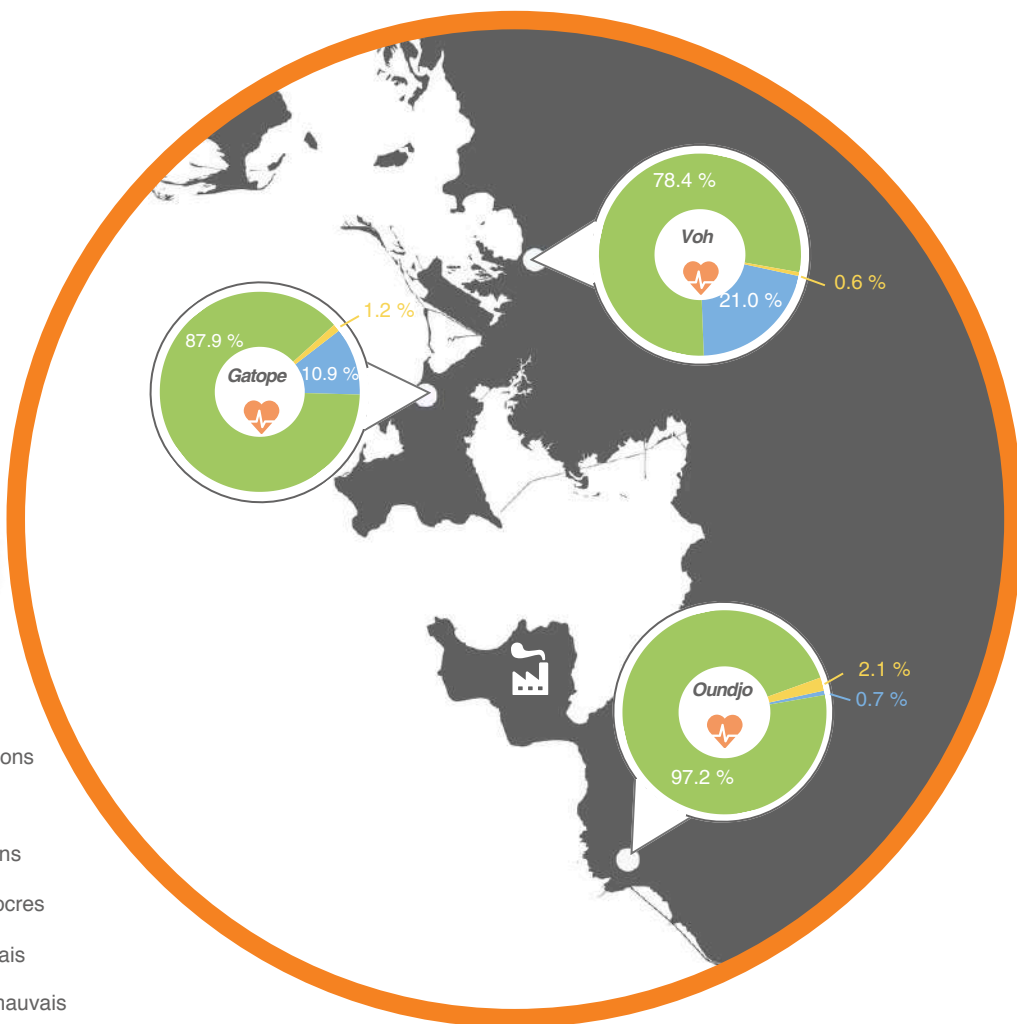 78.4 %
Voh
0.6 %
21.0 %
1.2 %
87.9 %
Gatope
10.9 %
2.1 %
Oundjo
0.7 %
97.2 %
ons
ns
ocres
ais
mauvais